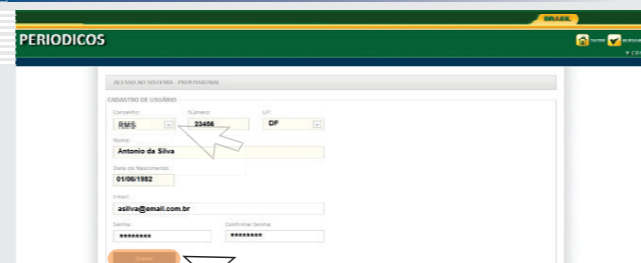 BRASIL
PERIODICOS
ACESSO AO SISTEMA - PROFISSIONAL
CADASTRO DE USUÁRIO
Conselho: Número: UF:
RMS 23456 DF
Nome:
Antonio da Silva
Data de Nascimento:
01/06/1982
Email:
asilva@email.com.br
Senha: Confirmar Senha:
******** ********